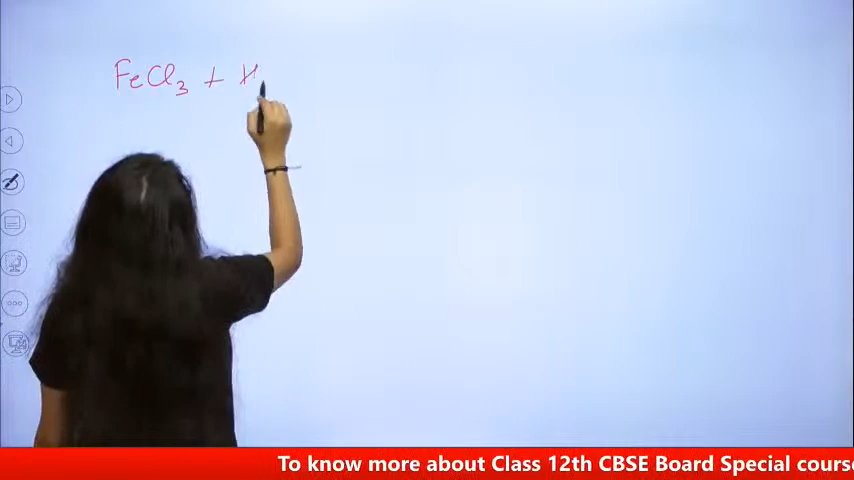 FeCl₃ + H
To know more about Class 12th CBSE Board Special cours